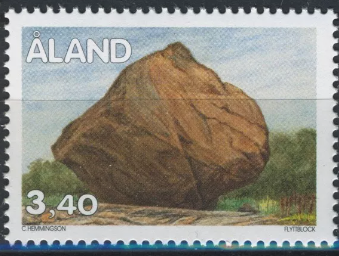 ÅLAND
3,40
C. HEMMINGSON
FLYTTBLOCK